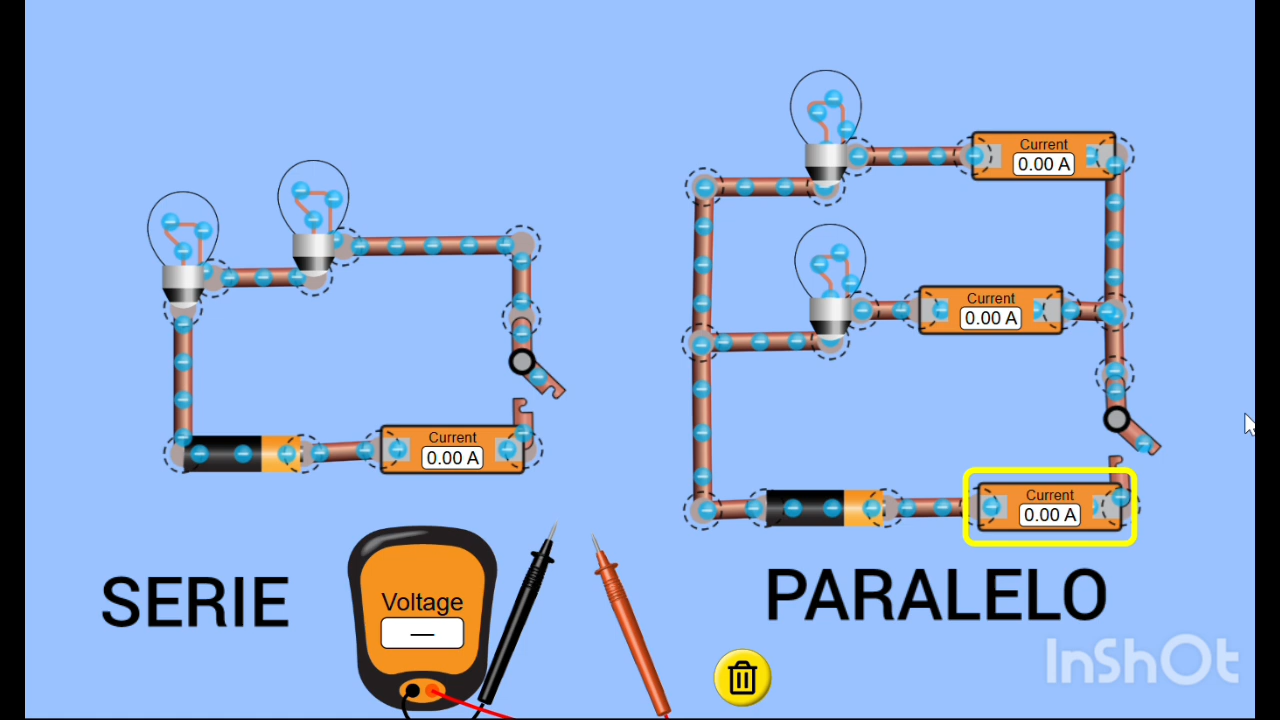 Current
0.00 A
Current
0.00 A
Current
0.00 A
Current
0.00 A
SERIE
Voltage
—
PARALELO
InShOt